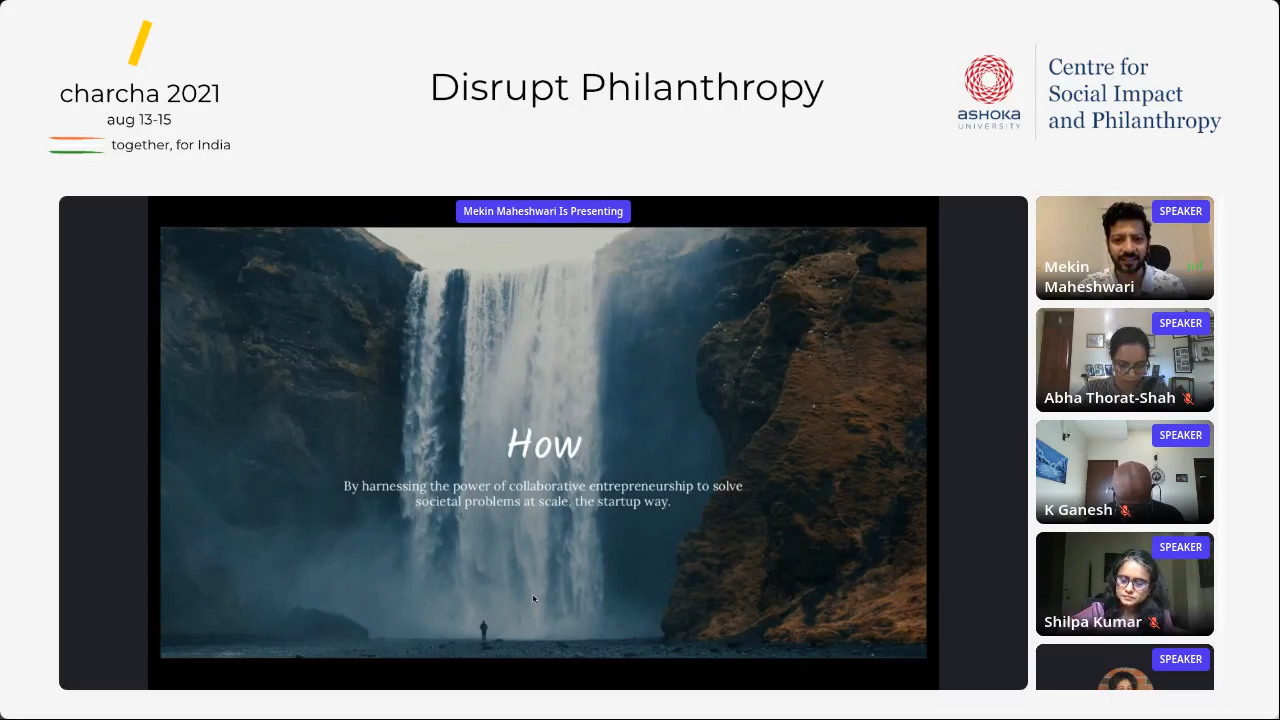 charcha 2021
aug 13-15
together, for India
Disrupt Philanthropy
ASHOKA
UNIVERSITY
Centre for
Social Impact
and Philanthropy
Mekin Maheshwari Is Presenting
How
By harnessing the power of collaborative entrepreneurship to solve
societal problems at scale, the startup way.
SPEAKER
Mekin
Maheshwari
SPEAKER
Abha Thorat-Shah
SPEAKER
K Ganesh
SPEAKER
Shilpa Kumar
SPEAKER